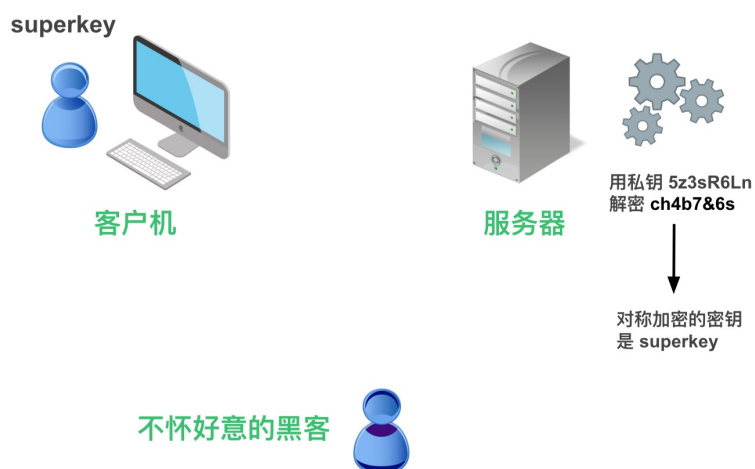 superkey
客户机
服务器
用私钥 5z3sR6Ln
解密 ch4b7&6s
对称加密的密钥
是 superkey
不怀好意的黑客